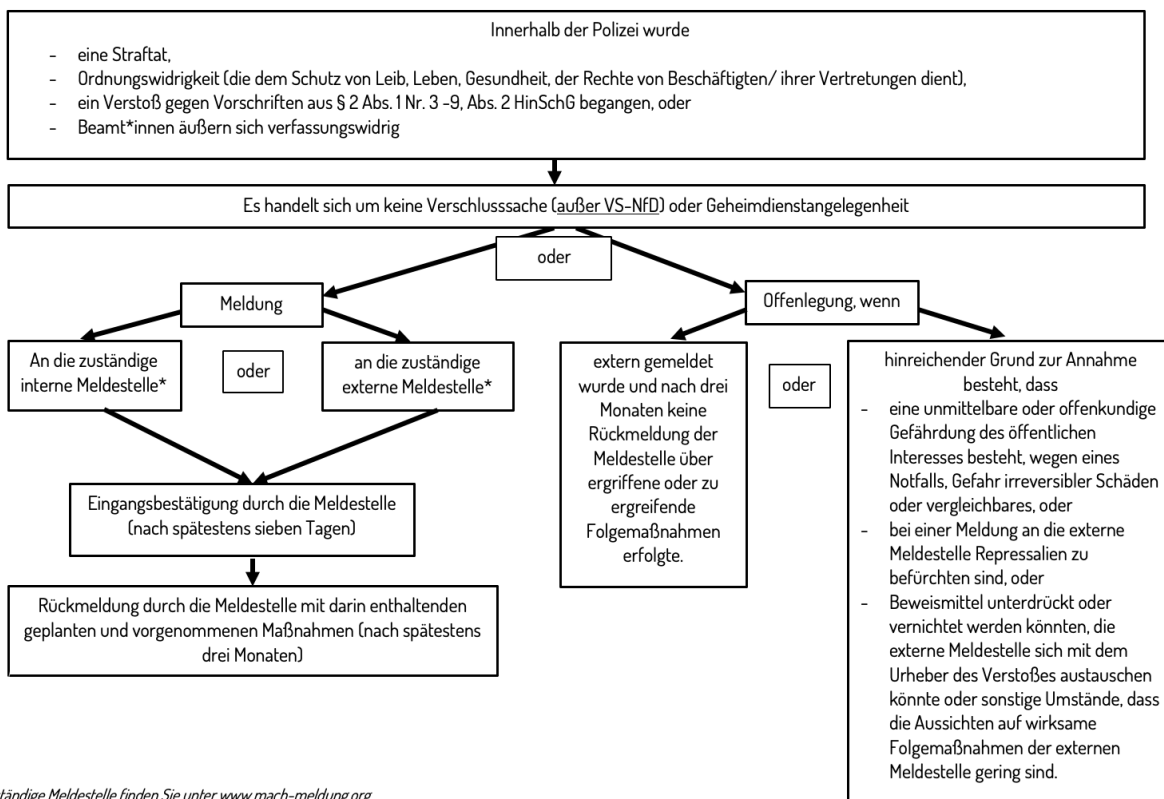 Innerhalb der Polizei wurde
- eine Straftat,
- Ordnungswidrigkeit (die dem Schutz von Leib, Leben, Gesundheit, der Rechte von Beschäftigten/ ihrer Vertretungen dient),
- ein Verstoß gegen Vorschriften aus § 2 Abs. 1 Nr. 3 -9, Abs. 2 HinSchG begangen, oder
- Beamt*innen äußern sich verfassungswidrig
Es handelt sich um keine Verschlusssache (außer VS-NfD) oder Geheimdienstangelegenheit
oder
Meldung
An die zuständige
interne Meldestelle*
oder
an die zuständige
externe Meldestelle*
Eingangsbestätigung durch die Meldestelle
(nach spätestens sieben Tagen)
Rückmeldung durch die Meldestelle mit darin enthaltenden
geplanten und vorgenommenen Maßnahmen (nach spätestens
drei Monaten)
Offenlegung, wenn
extern gemeldet
wurde und nach drei
Monaten keine
Rückmeldung der
Meldestelle über
ergriffene oder zu
ergreifende
Folgemaßnahmen
erfolgte.
oder
hinreichender Grund zur Annahme
besteht, dass
- eine unmittelbare oder offenkundige
Gefährdung des öffentlichen
Interesses besteht, wegen eines
Notfalls, Gefahr irreversibler Schäden
oder vergleichbares, oder
- bei einer Meldung an die externe
Meldestelle Repressalien zu
befürchten sind, oder
- Beweismittel unterdrückt oder
vernichtet werden könnten, die
externe Meldestelle sich mit dem
Urheber des Verstoßes austauschen
könnte oder sonstige Umstände, dass
die Aussichten auf wirksame
Folgemaßnahmen der externen
Meldestelle gering sind.
Meldestelle finden Sie unter www.mach-meldung.org